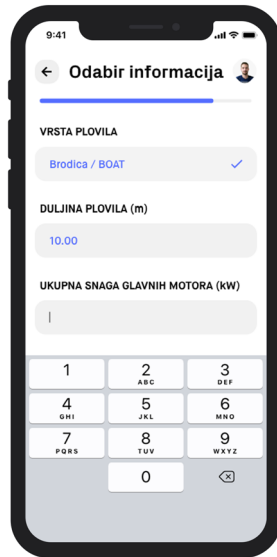 9:41
Odabir informacija
VRSTA PLOVILA
Brodica / BOAT
DULJINA PLOVILA (m)
10.00
UKUPNA SNAGA GLAVNIH MOTORA (kW)
1
2
ABC
3
DEF
4
GHI
5
JKL
6
MNO
7
PQRS
8
TUV
9
WXYZ
0